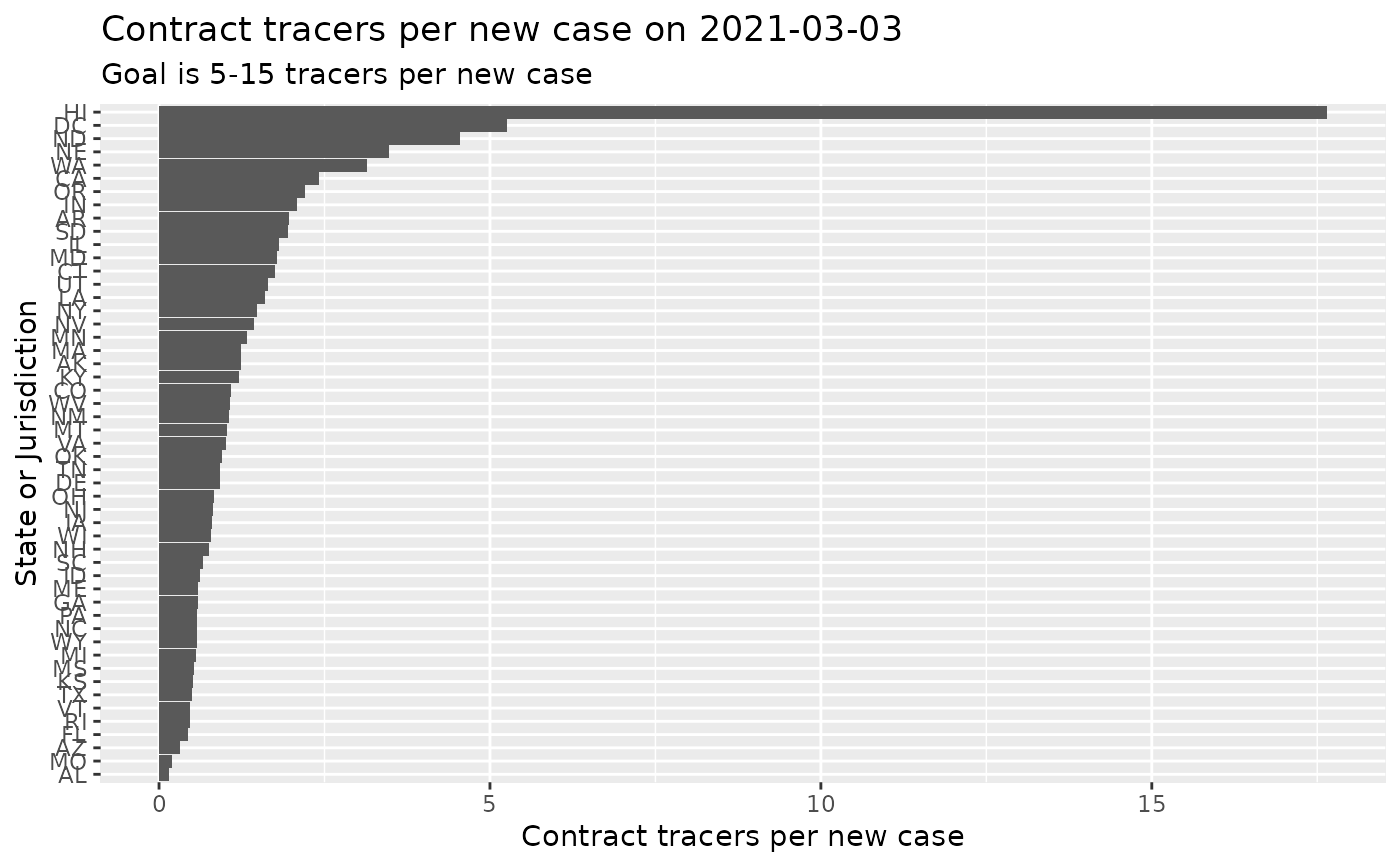 Contract tracers per new case on 2021-03-03
Goal is 5-15 tracers per new case
State or Jurisdiction
HI
DC
ND
NE
WA
CA
OR
IN
AR
SD
IL
MD
CT
UT
LA
NY
NV
MN
MA
AK
KY
CO
WV
NM
MT
VA
OK
TN
DE
OH
NJ
IA
WI
NH
SC
ID
ME
GA
PA
NC
WY
MI
MS
KS
TX
VT
RI
FL
AZ
MO
AL
0 5 10 15
Contract tracers per new case